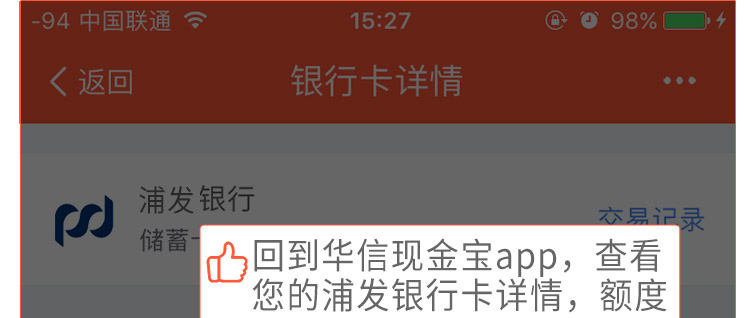 -94 中国联通 15:27 98%
返回 银行卡详情
浦发银行
储蓄 交易记录
回到华信现金宝app，查看
您的浦发银行卡详情，额度